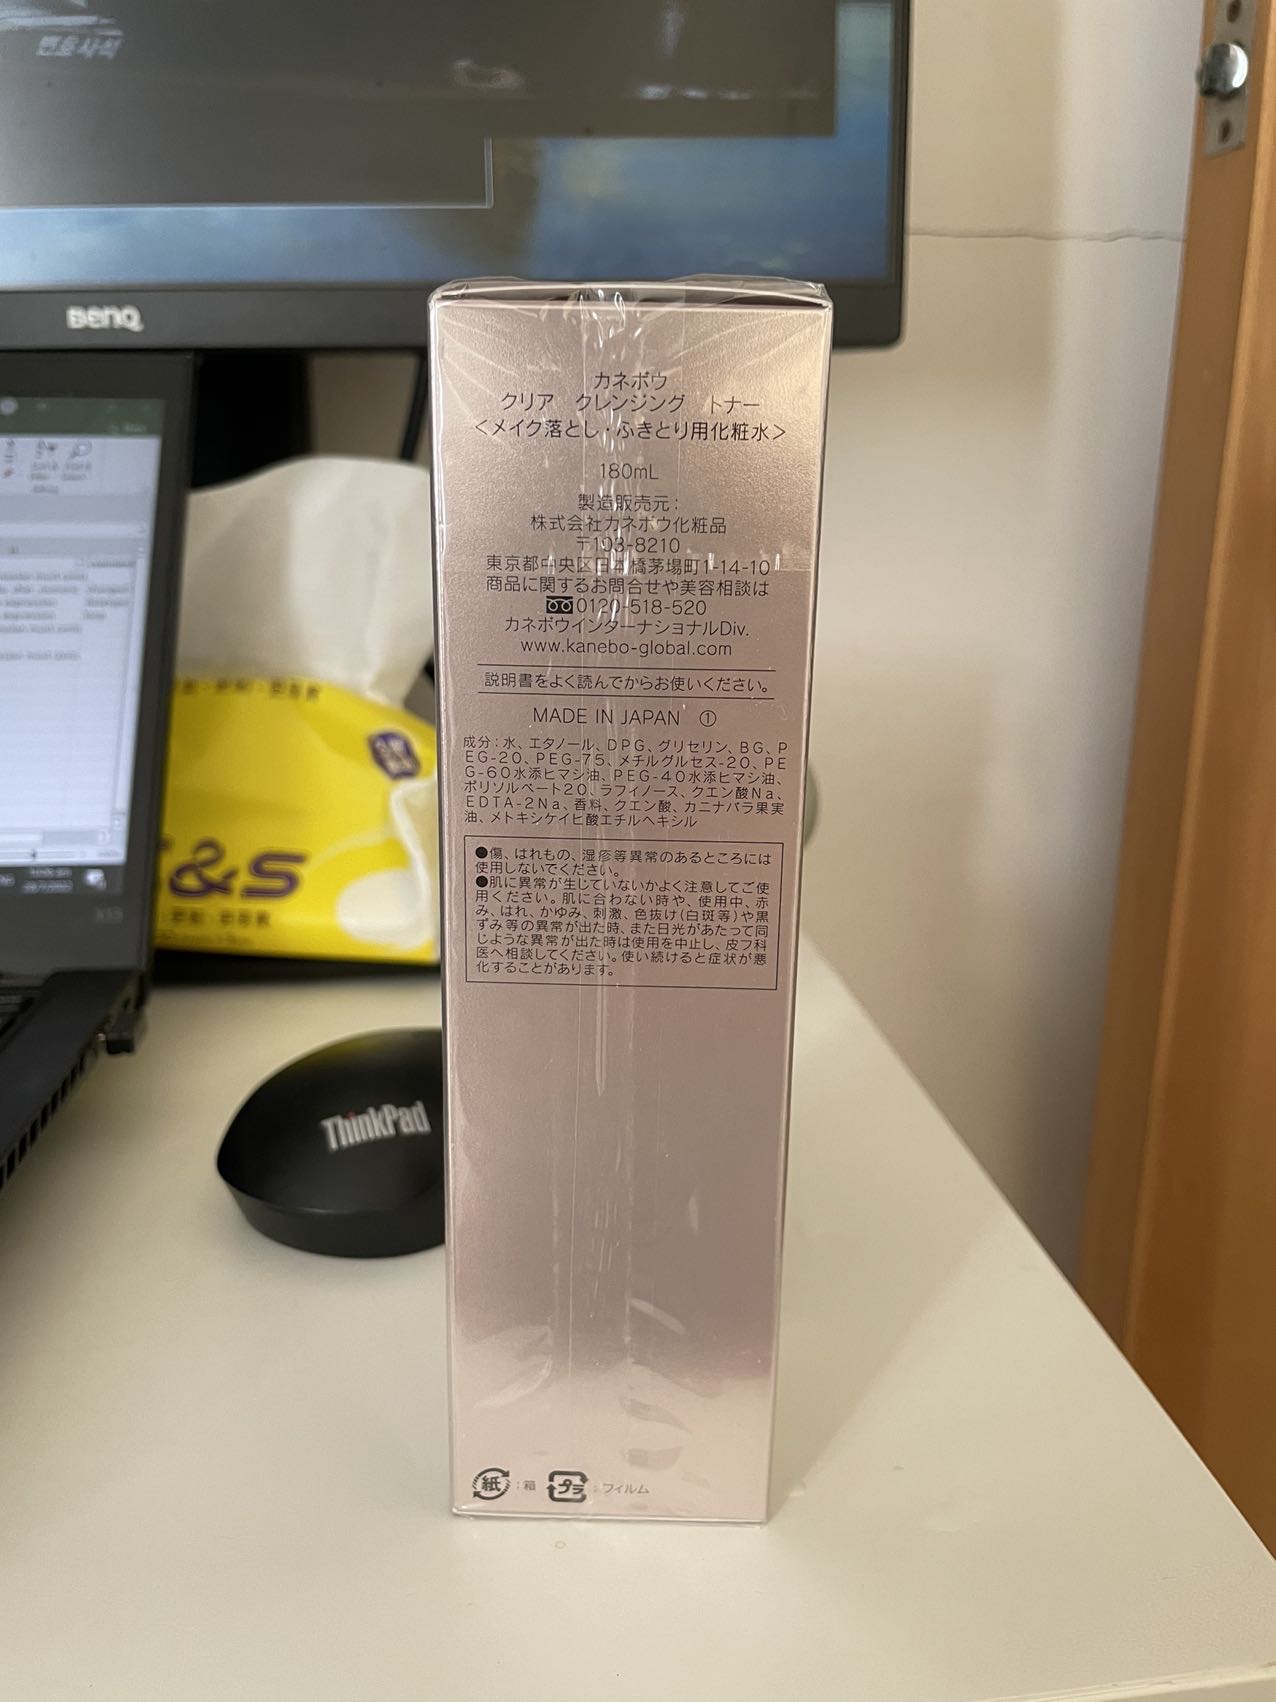 변호사식
BenQ
カネボウ
クリア クレンジング トナー
<メイク落とし・ふきとり用化粧水>
180mL
製造販売元:
株式会社カネボウ化粧品
〒103-8210
東京都中央区日本橋茅場町1-14-10
商品に関するお問合せや美容相談は
0120-518-520
カネボウインターナショナルDiv.
www.kanebo-global.com
説明書をよく読んでからお使いください。
MADE IN JAPAN ①
成分:水、エタノール、DPG、グリセリン、BG、P
EG-20、PEG-75、メチルグルセス-20、PE
G-60水添ヒマシ油、PEG-40水添ヒマシ油、
ポリソルベート20、ラフィノース、クエン酸Na、
EDTA-2Na、香料、クエン酸、カニナバラ果実
油、メトキシケイヒ酸エチルヘキシル
●傷、はれもの、湿疹等異常のあるところには
使用しないでください。
●肌に異常が生じていないかよく注意してご使
用ください。肌に合わない時や、使用中、赤
み、はれ、かゆみ、刺激、色抜け(白斑等)や黒
ずみ等の異常が出た時、また日光があたって同
じような異常が出た時は使用を中止し、皮フ科
医へ相談してください。使い続けると症状が悪
化することがあります。
紙:箱 プラ:フィルム
&S
X13
ThinkPad